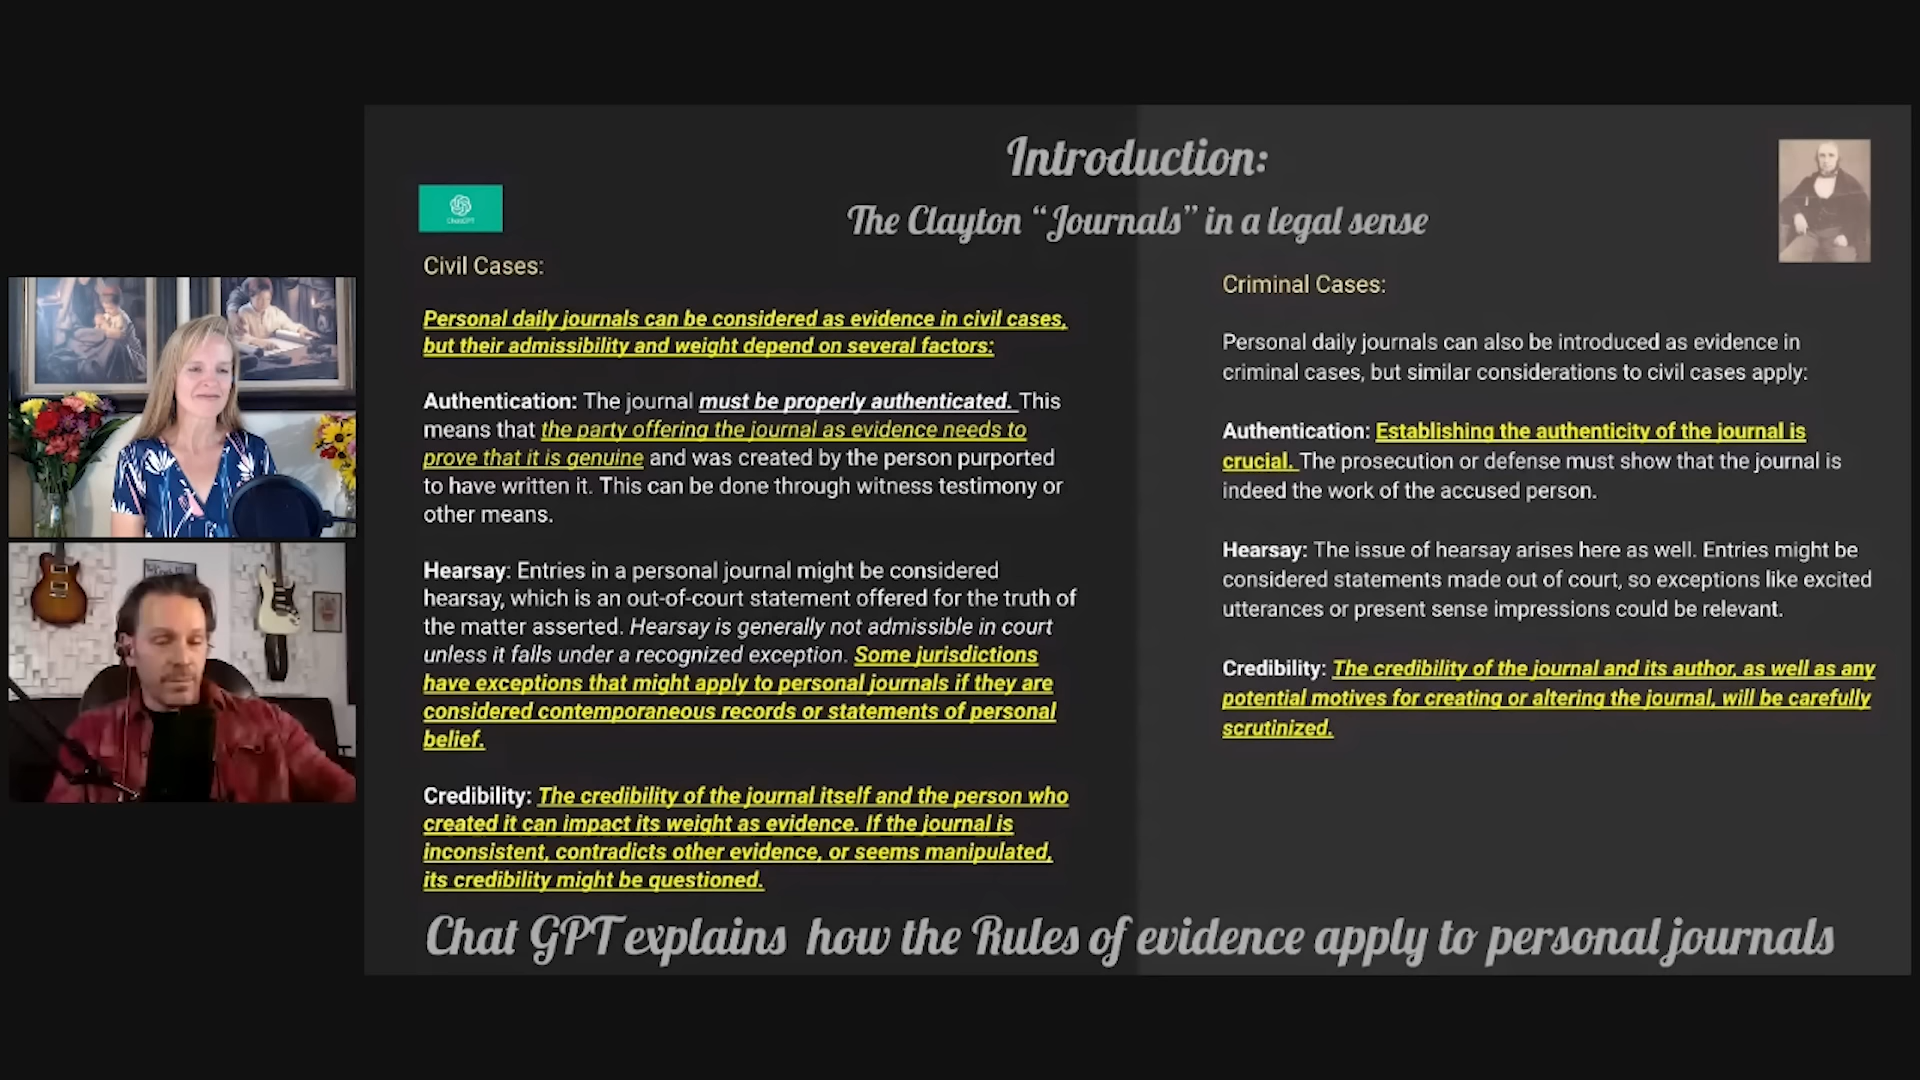 Introduction:
The Clayton “Journals” in a legal sense
ChatGPT
Civil Cases:
Personal daily journals can be considered as evidence in civil cases,
but their admissibility and weight depend on several factors:
Authentication: The journal must be properly authenticated. This
means that the party offering the journal as evidence needs to
prove that it is genuine and was created by the person purported
to have written it. This can be done through witness testimony or
other means.
Hearsay: Entries in a personal journal might be considered
hearsay, which is an out-of-court statement offered for the truth of
the matter asserted. Hearsay is generally not admissible in court
unless it falls under a recognized exception. Some jurisdictions
have exceptions that might apply to personal journals if they are
considered contemporaneous records or statements of personal
belief.
Credibility: The credibility of the journal itself and the person who
created it can impact its weight as evidence. If the journal is
inconsistent, contradicts other evidence, or seems manipulated,
its credibility might be questioned.
Criminal Cases:
Personal daily journals can also be introduced as evidence in
criminal cases, but similar considerations to civil cases apply:
Authentication: Establishing the authenticity of the journal is
crucial. The prosecution or defense must show that the journal is
indeed the work of the accused person.
Hearsay: The issue of hearsay arises here as well. Entries might be
considered statements made out of court, so exceptions like excited
utterances or present sense impressions could be relevant.
Credibility: The credibility of the journal and its author, as well as any
potential motives for creating or altering the journal, will be carefully
scrutinized.
Chat GPT explains how the Rules of evidence apply to personal journals